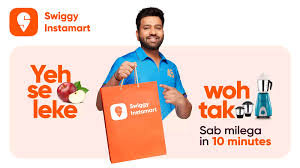 Swiggy
Instamart
Yeh
se
leke
Swiggy
Instamart
woh
tak
Sab milega
in 10 minutes